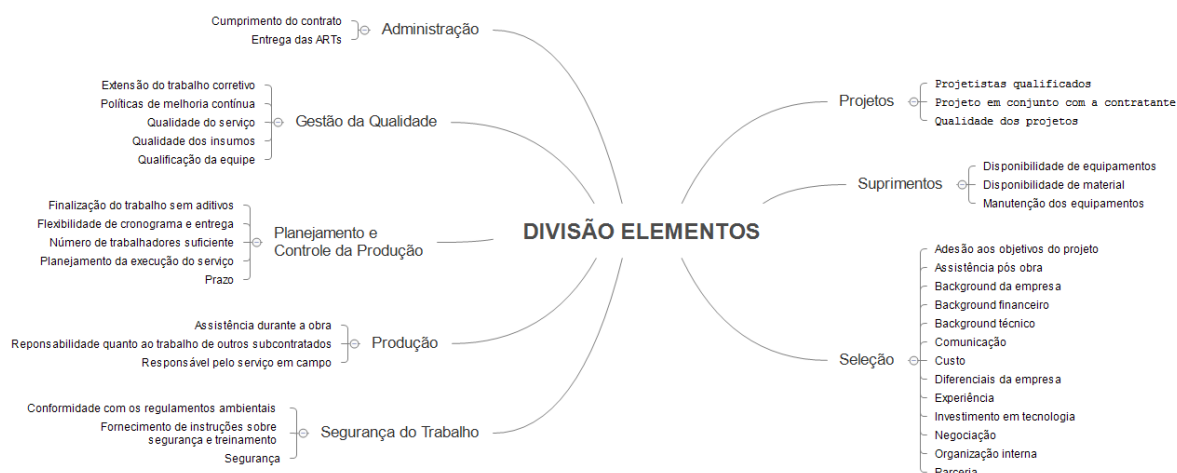 Cumprimento do contrato
Entrega das ARTs
Administração
Extensão do trabalho corretivo
Políticas de melhoria contínua
Qualidade do serviço
Qualidade dos insumos
Qualificação da equipe
Gestão da Qualidade
Finalização do trabalho sem aditivos
Flexibilidade de cronograma e entrega
Número de trabalhadores suficiente
Planejamento da execução do serviço
Prazo
Planejamento e
Controle da Produção
Assistência durante a obra
Reponsabilidade quanto ao trabalho de outros subcontratados
Responsável pelo serviço em campo
Produção
Conformidade com os regulamentos ambientais
Fornecimento de instruções sobre
segurança e treinamento
Segurança
Segurança do Trabalho
DIVISÃO ELEMENTOS
Projetos
Projetistas qualificados
Projeto em conjunto com a contratante
Qualidade dos projetos
Suprimentos
Disponibilidade de equipamentos
Disponibilidade de material
Manutenção dos equipamentos
Seleção
Adesão aos objetivos do projeto
Assistência pós obra
Background da empresa
Background financeiro
Background técnico
Comunicação
Custo
Diferenciais da empresa
Experiência
Investimento em tecnologia
Negociação
Organização interna
Parceria